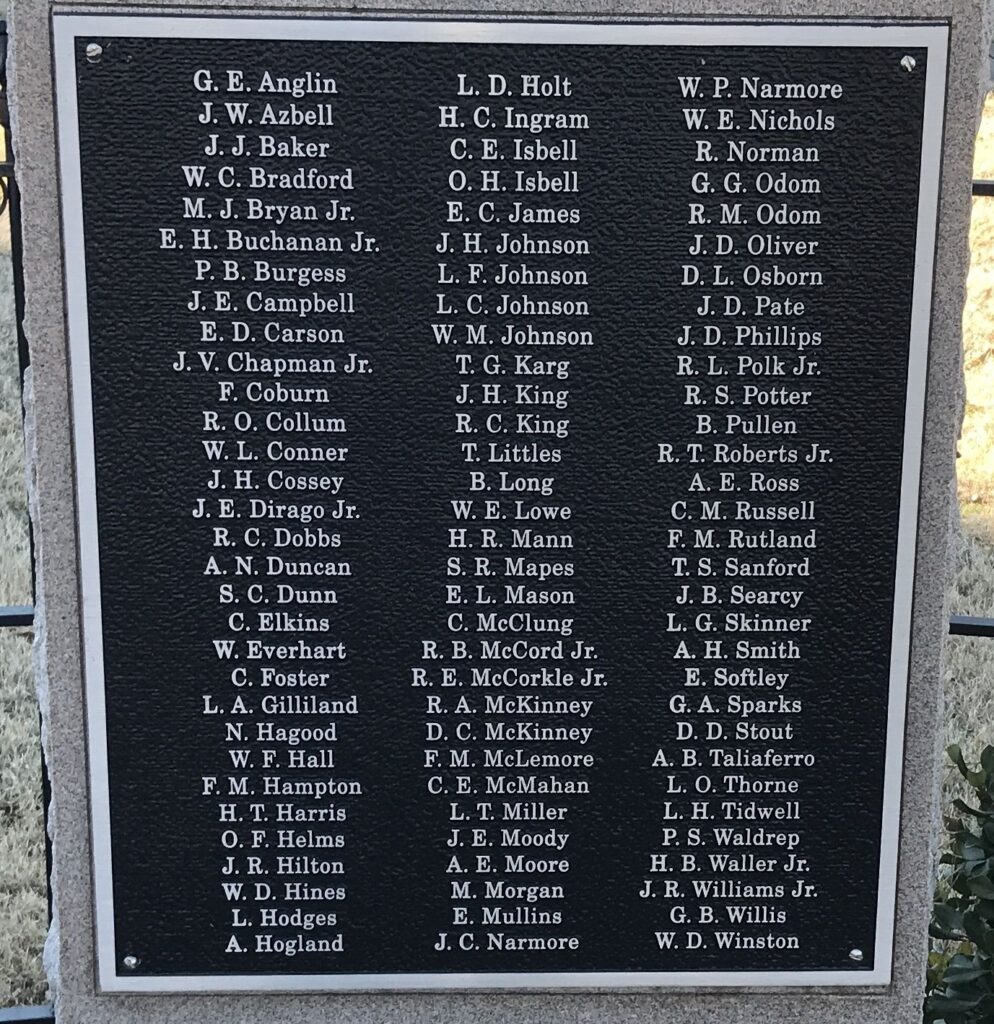 G. E. Anglin
J. W. Azbell
J. J. Baker
W. C. Bradford
M. J. Bryan Jr.
E. H. Buchanan Jr.
P. B. Burgess
J. E. Campbell
E. D. Carson
J. V. Chapman Jr.
F. Coburn
R. O. Collum
W. L. Conner
J. H. Cossey
J. E. Dirago Jr.
R. C. Dobbs
A. N. Duncan
S. C. Dunn
C. Elkins
W. Everhart
C. Foster
L. A. Gilliland
N. Hagood
W. F. Hall
F. M. Hampton
H. T. Harris
O. F. Helms
J. R. Hilton
W. D. Hines
L. Hodges
A. Hogland
L. D. Holt
H. C. Ingram
C. E. Isbell
O. H. Isbell
E. C. James
J. H. Johnson
L. F. Johnson
L. C. Johnson
W. M. Johnson
T. G. Karg
J. H. King
R. C. King
T. Littles
B. Long
W. E. Lowe
H. R. Mann
S. R. Mapes
E. L. Mason
C. McClung
R. B. McCord Jr.
R. E. McCorkle Jr.
R. A. McKinney
D. C. McKinney
F. M. McLemore
C. E. McMahan
L. T. Miller
J. E. Moody
A. E. Moore
M. Morgan
E. Mullins
J. C. Narmore
W. P. Narmore
W. E. Nichols
R. Norman
G. G. Odom
R. M. Odom
J. D. Oliver
D. L. Osborn
J. D. Pate
J. D. Phillips
R. L. Polk Jr.
R. S. Potter
B. Pullen
R. T. Roberts Jr.
A. E. Ross
C. M. Russell
F. M. Rutland
T. S. Sanford
J. B. Searcy
L. G. Skinner
A. H. Smith
E. Softley
G. A. Sparks
D. D. Stout
A. B. Taliaferro
L. O. Thorne
L. H. Tidwell
P. S. Waldrep
H. B. Waller Jr.
J. R. Williams Jr.
G. B. Willis
W. D. Winston